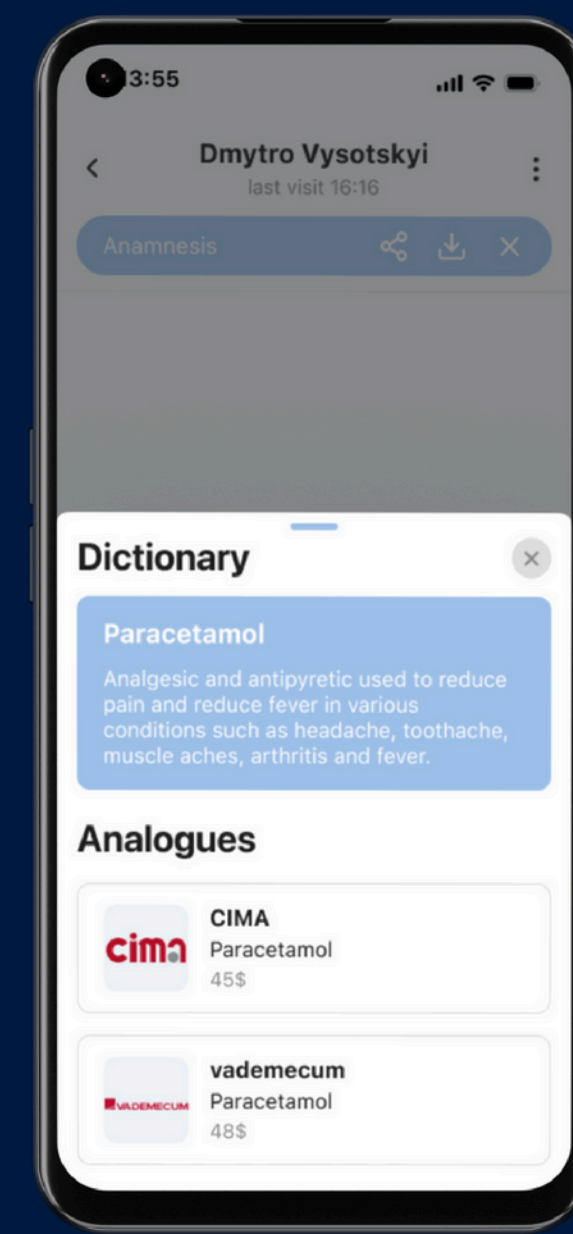 13:55
Dmytro Vysotskyi
last visit 16:16
Anamnesis
Dictionary
Paracetamol
Analgesic and antipyretic used to reduce
pain and reduce fever in various
conditions such as headache, toothache,
muscle aches, arthritis and fever.
Analogues
cima
CIMA
Paracetamol
45$
VADEMECUM
vademecum
Paracetamol
48$